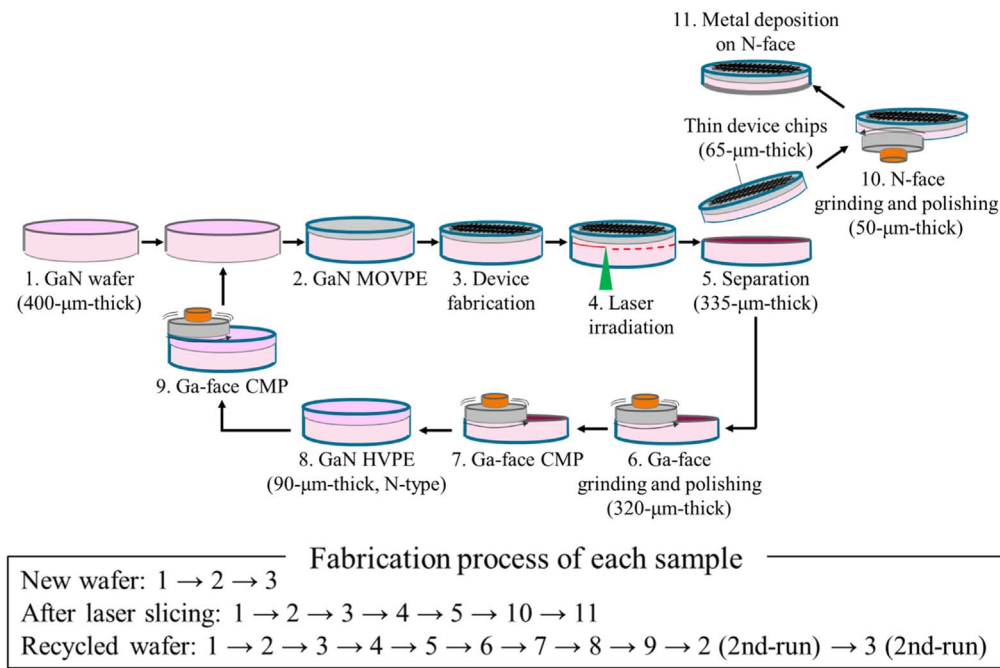 11. Metal deposition
on N-face
Thin device chips
(65-μm-thick)
10. N-face
grinding and polishing
(50-μm-thick)
1. GaN wafer
(400-μm-thick)
2. GaN MOVPE
3. Device
fabrication
4. Laser
irradiation
5. Separation
(335-μm-thick)
9. Ga-face CMP
8. GaN HVPE
(90-μm-thick, N-type)
7. Ga-face CMP
6. Ga-face
grinding and polishing
(320-μm-thick)
Fabrication process of each sample
New wafer: 1 → 2 → 3
After laser slicing: 1 → 2 → 3 → 4 → 5 → 10 → 11
Recycled wafer: 1 → 2 → 3 → 4 → 5 → 6 → 7 → 8 → 9 → 2 (2nd-run) → 3 (2nd-run)